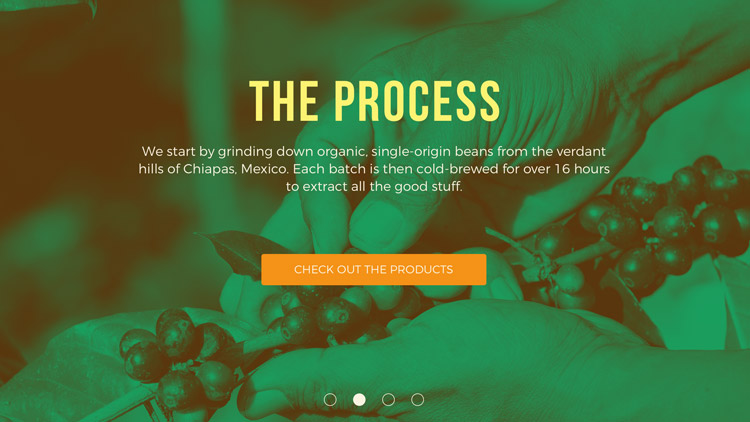 THE PROCESS
We start by grinding down organic, single-origin beans from the verdant
hills of Chiapas, Mexico. Each batch is then cold-brewed for over 16 hours
to extract all the good stuff.
CHECK OUT THE PRODUCTS